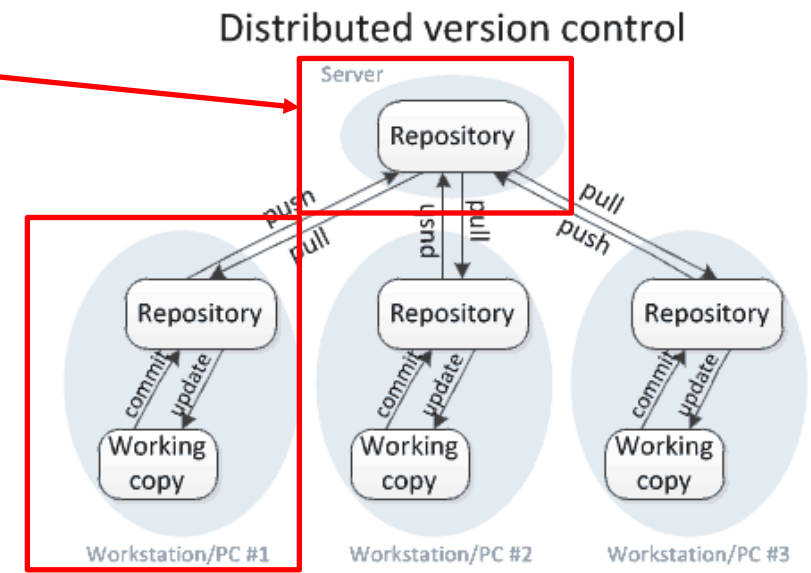 Distributed version control
Server
Repository
push
pull
push
pull
pull
push
Repository
Repository
Repository
commit
update
commit
update
commit
update
Working
copy
Working
copy
Working
copy
Workstation/PC #1
Workstation/PC #2
Workstation/PC #3